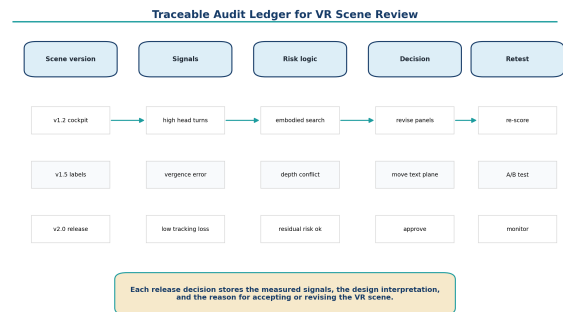 Traceable Audit Ledger for VR Scene Review
Scene version Signals Risk logic Decision Retest
v1.2 cockpit high head turns embodied search revise panels re-score
v1.5 labels vergence error depth conflict move text plane A/B test
v2.0 release low tracking loss residual risk ok approve monitor
Each release decision stores the measured signals, the design interpretation,
and the reason for accepting or revising the VR scene.